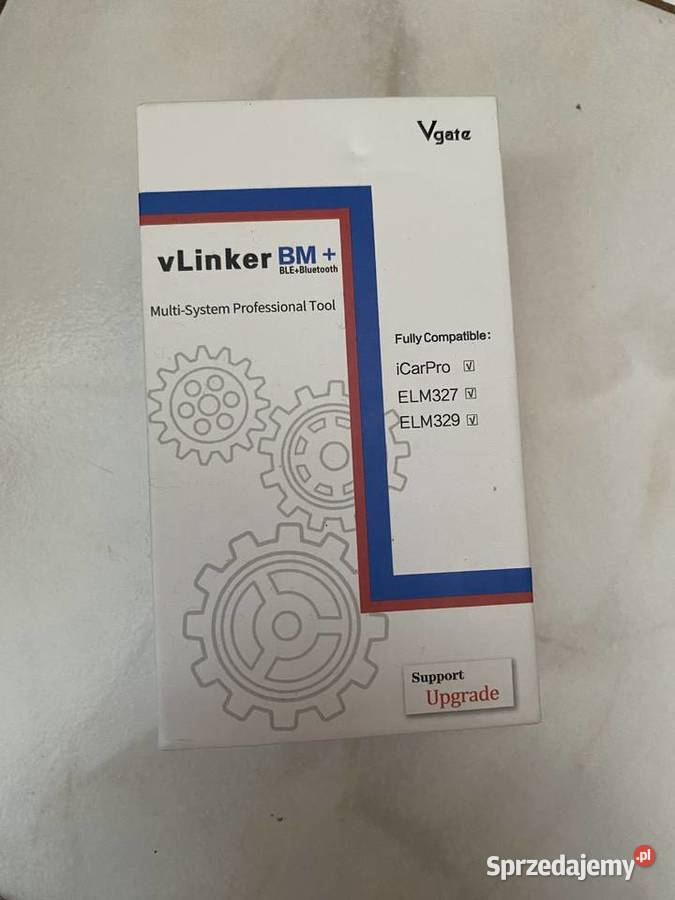 Vgate
vLinker BM +
BLE+Bluetooth
Multi-System Professional Tool
Fully Compatible:
iCarPro
ELM327
ELM329
Support
Upgrade
Sprzedajemy.pl